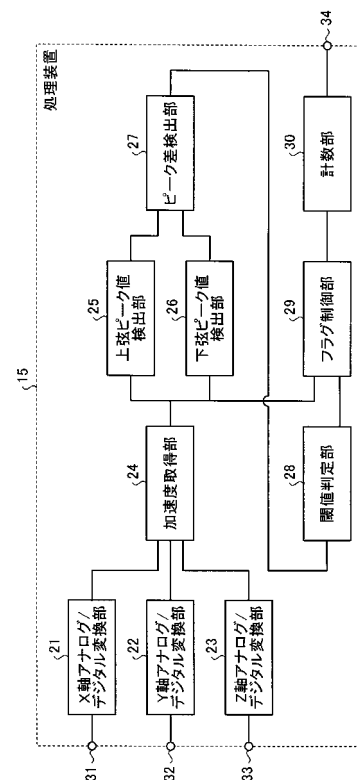 15
処理装置
21
X軸アナログ/
デジタル変換部
22
Y軸アナログ/
デジタル変換部
23
Z軸アナログ/
デジタル変換部
31
32
33
24
加速度取得部
25
上弦ピーク値
検出部
26
下弦ピーク値
検出部
27
ピーク差検出部
28
閾値判定部
29
フラグ制御部
30
計数部
34